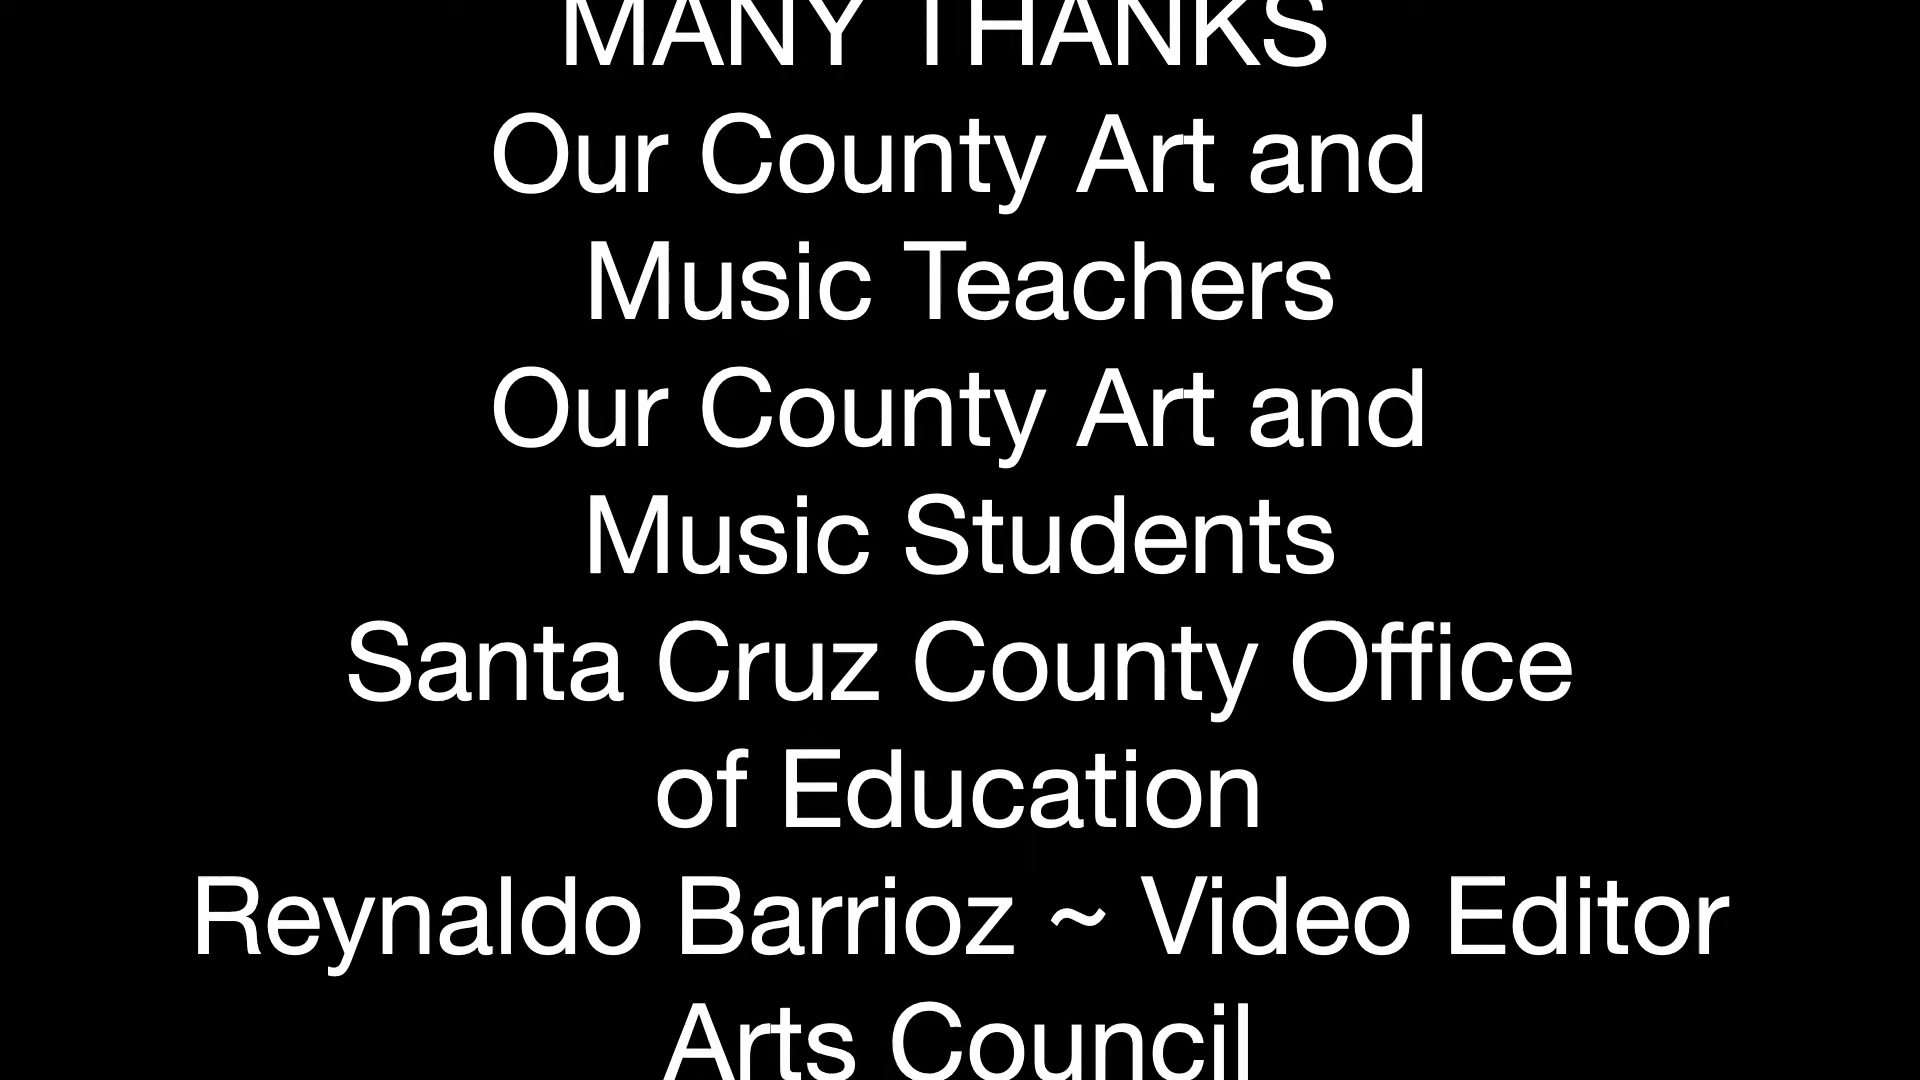 MANY THANKS
Our County Art and
Music Teachers
Our County Art and
Music Students
Santa Cruz County Office
of Education
Reynaldo Barrioz ~ Video Editor
Arts Council